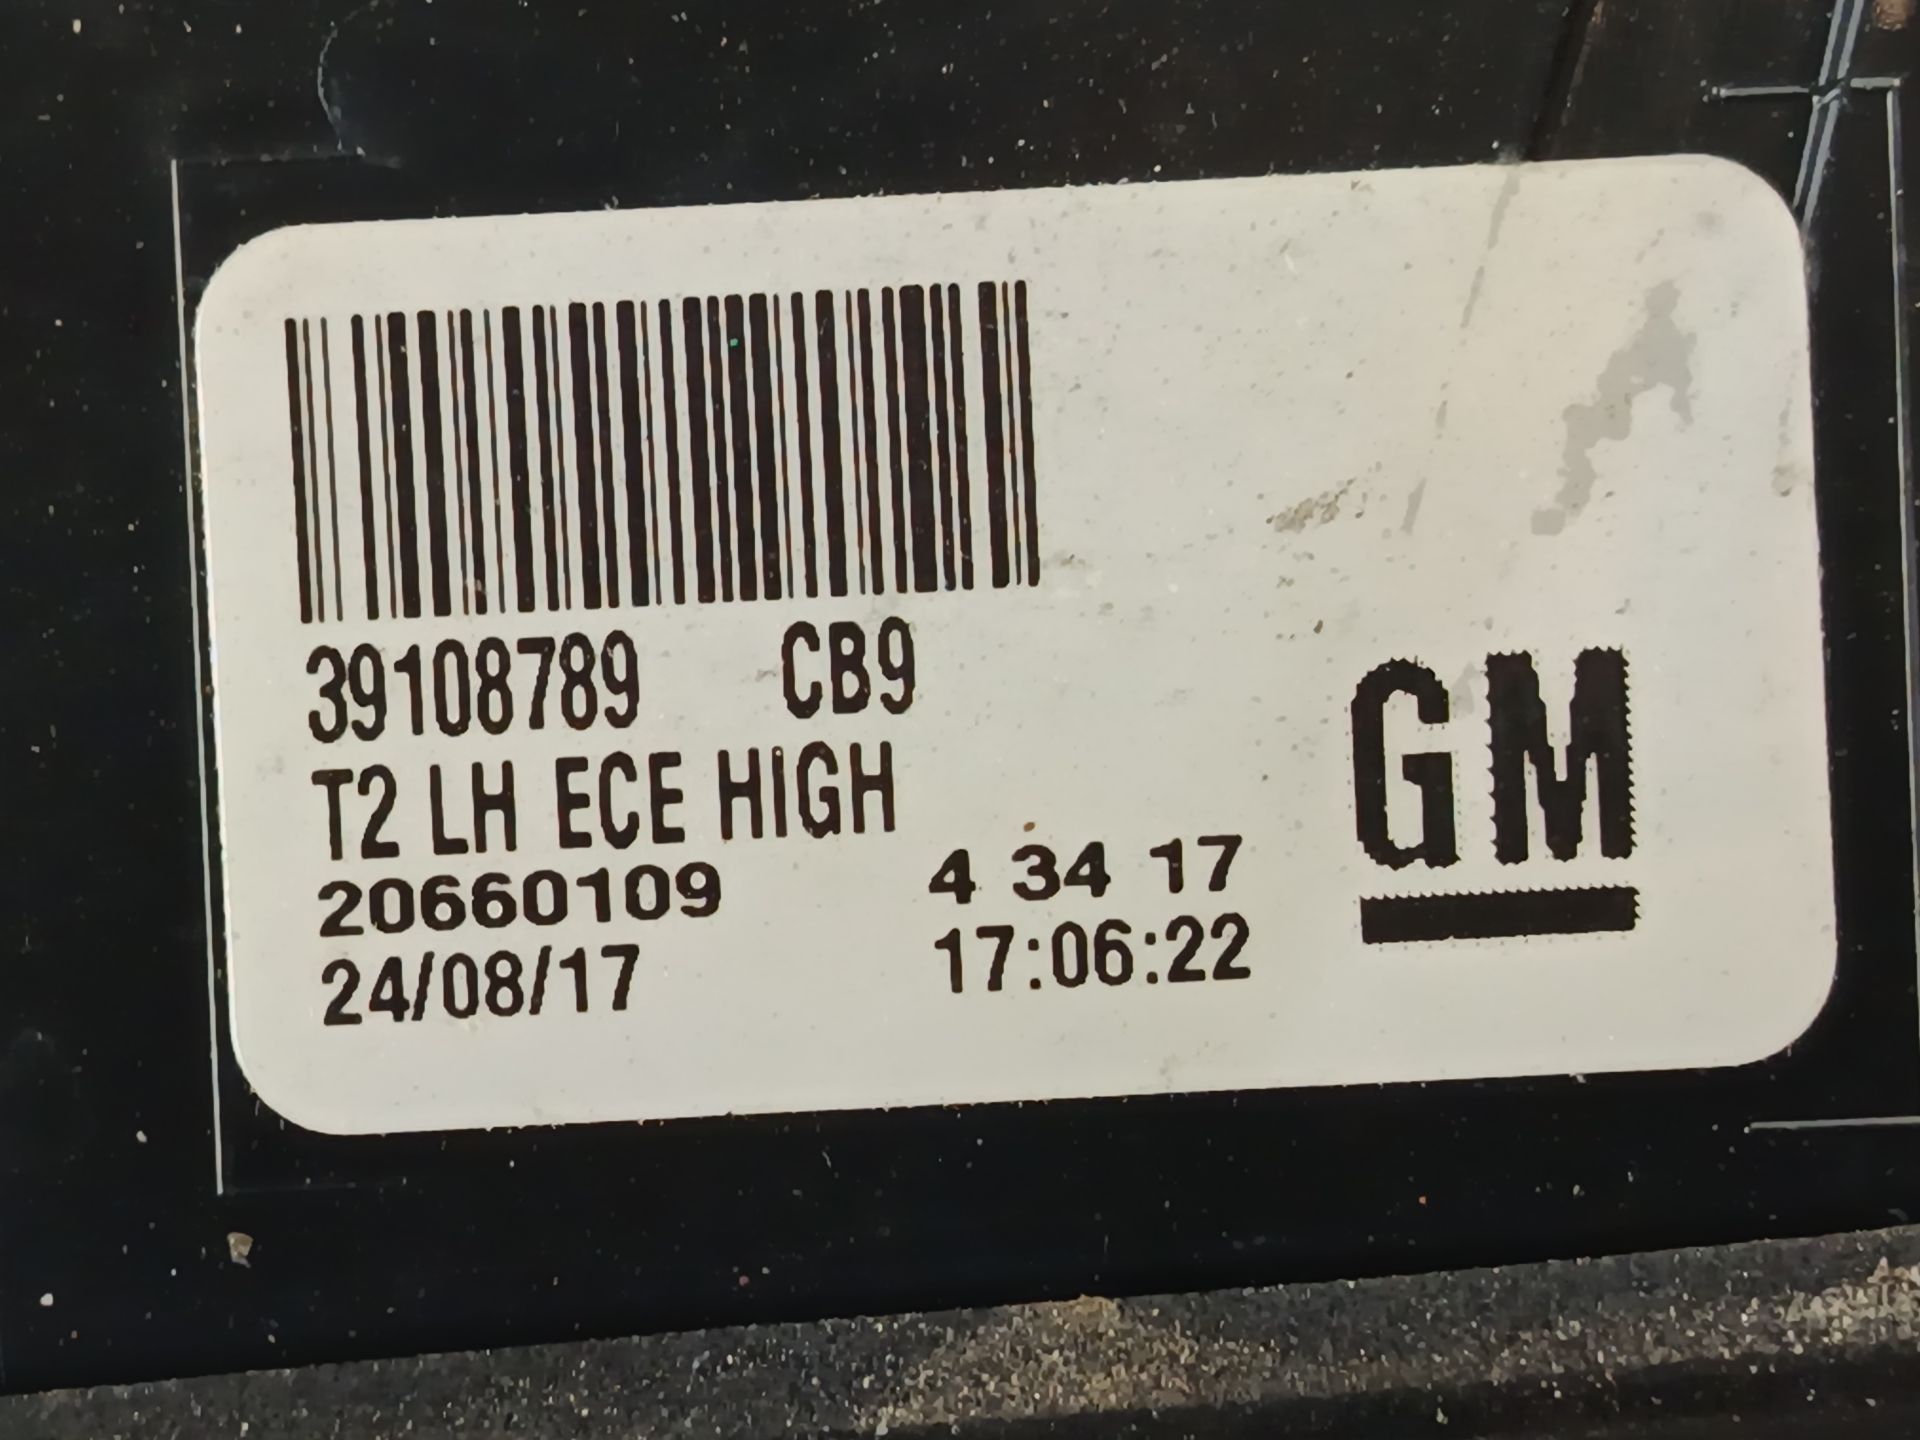 39108789 CB9
T2 LH ECE HIGH
20660109 4 34 17
24/08/17 17:06:22
GM